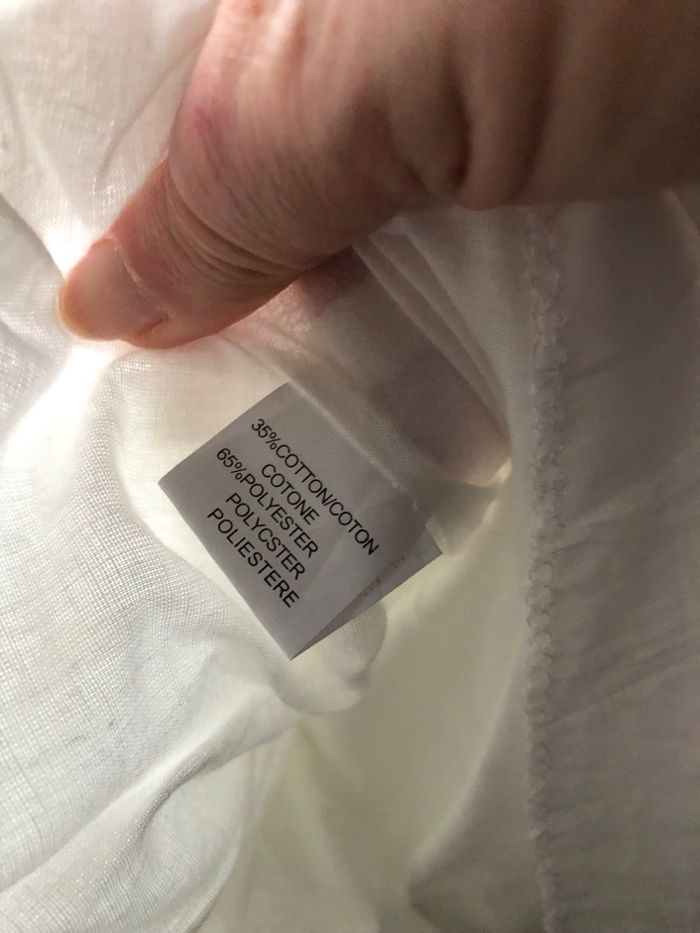 35%COTTON/COTON
COTONE
65%POLYESTER
POLYCSTER
POLIESTERE